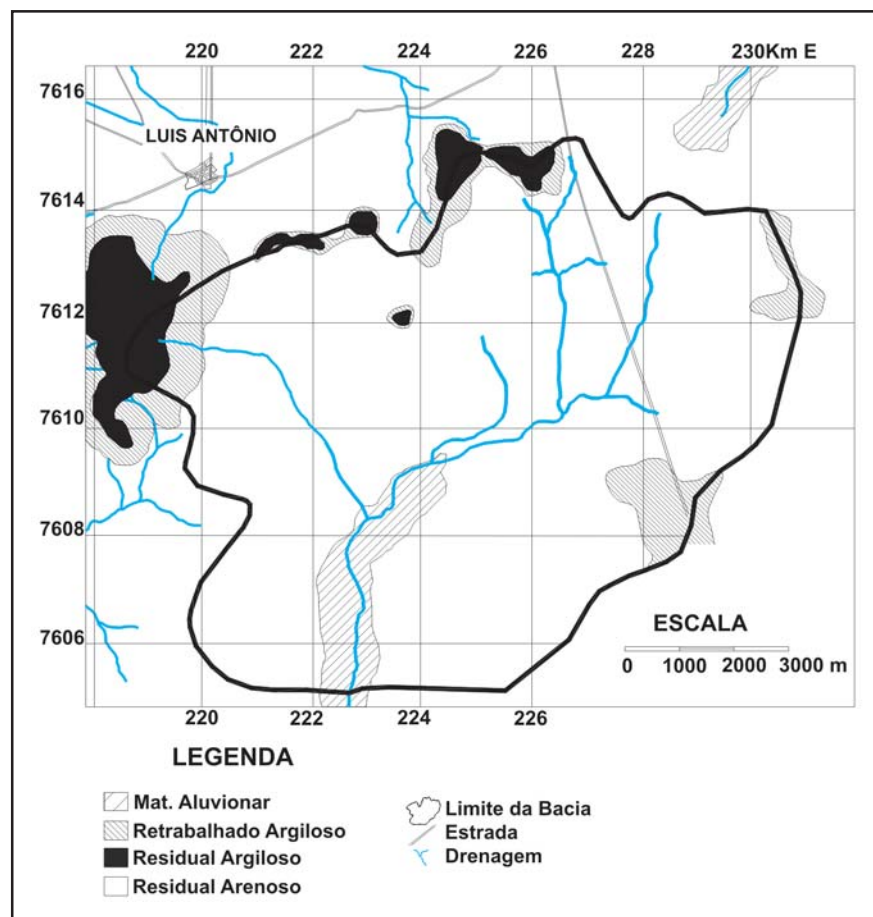 220 222 224 226 228 230Km E
7616
LUIS ANTÔNIO
7614
7612
7610
7608
7606
ESCALA
0 1000 2000 3000 m
220 222 224 226
LEGENDA
Mat. Aluvionar
Retrabalhado Argiloso
Residual Argiloso
Residual Arenoso
Limite da Bacia
Estrada
Drenagem